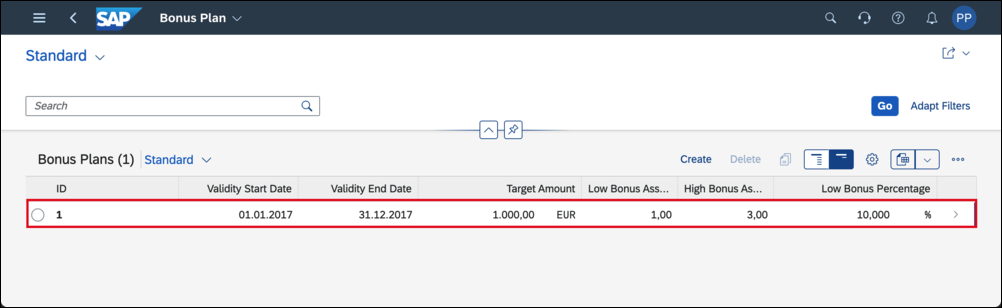 SAP Bonus Plan PP
Standard
Search Go Adapt Filters
Bonus Plans (1) Standard Create Delete
ID Validity Start Date Validity End Date Target Amount Low Bonus Ass... High Bonus As... Low Bonus Percentage
1 01.01.2017 31.12.2017 1.000,00 EUR 1,00 3,00 10,000 %